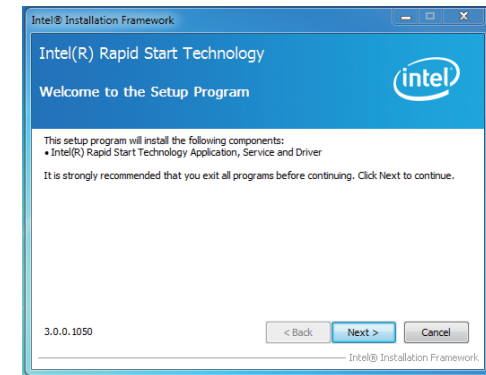 Intel® Installation Framework
Intel(R) Rapid Start Technology
Welcome to the Setup Program
(intel)
This setup program will install the following components:
• Intel(R) Rapid Start Technology Application, Service and Driver
It is strongly recommended that you exit all programs before continuing. Click Next to continue.
3.0.0.1050
< Back
Next >
Cancel
Intel® Installation Framework